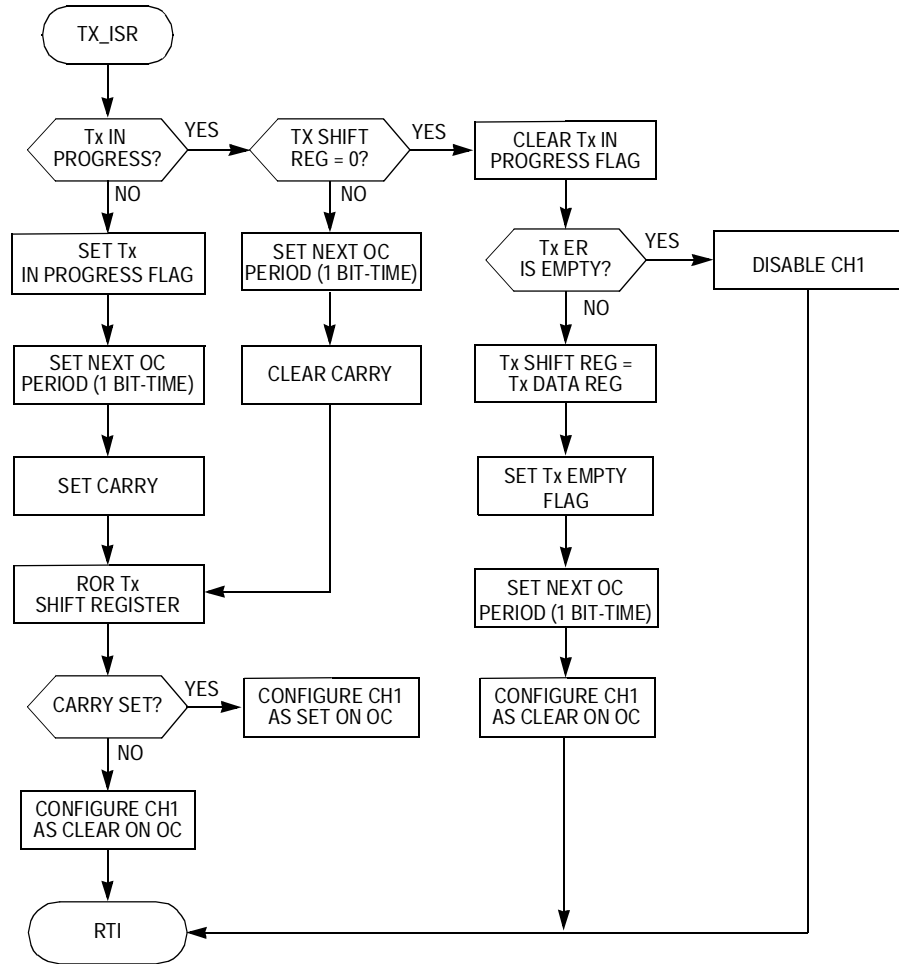 TX_ISR
Tx IN
PROGRESS?
YES
NO
TX SHIFT
REG = 0?
YES
NO
CLEAR Tx IN
PROGRESS FLAG
SET Tx
IN PROGRESS FLAG
SET NEXT OC
PERIOD (1 BIT-TIME)
Tx ER
IS EMPTY?
YES
NO
DISABLE CH1
SET NEXT OC
PERIOD (1 BIT-TIME)
CLEAR CARRY
Tx SHIFT REG =
Tx DATA REG
SET CARRY
SET Tx EMPTY
FLAG
ROR Tx
SHIFT REGISTER
SET NEXT OC
PERIOD (1 BIT-TIME)
CARRY SET?
YES
NO
CONFIGURE CH1
AS SET ON OC
CONFIGURE CH1
AS CLEAR ON OC
CONFIGURE CH1
AS CLEAR ON OC
RTI